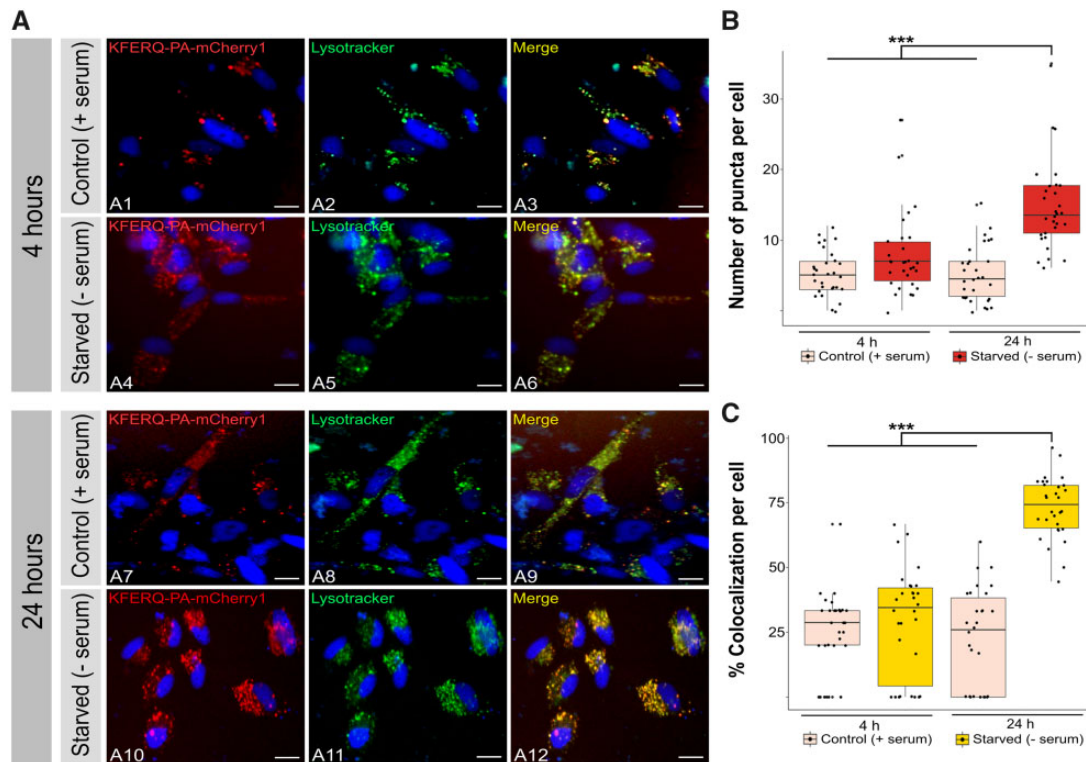 A
4 hours
Control (+ serum)
KFERQ-PA-mCherry1
Lysotracker
Merge
A1
A2
A3
Starved (- serum)
KFERQ-PA-mCherry1
Lysotracker
Merge
A4
A5
A6
24 hours
Control (+ serum)
KFERQ-PA-mCherry1
Lysotracker
Merge
A7
A8
A9
Starved (- serum)
KFERQ-PA-mCherry1
Lysotracker
Merge
A10
A11
A12
B
***
Number of puncta per cell
30
20
10
4 h
24 h
Control (+ serum)
Starved (- serum)
C
***
% Colocalization per cell
100
75
50
25
4 h
24 h
Control (+ serum)
Starved (- serum)